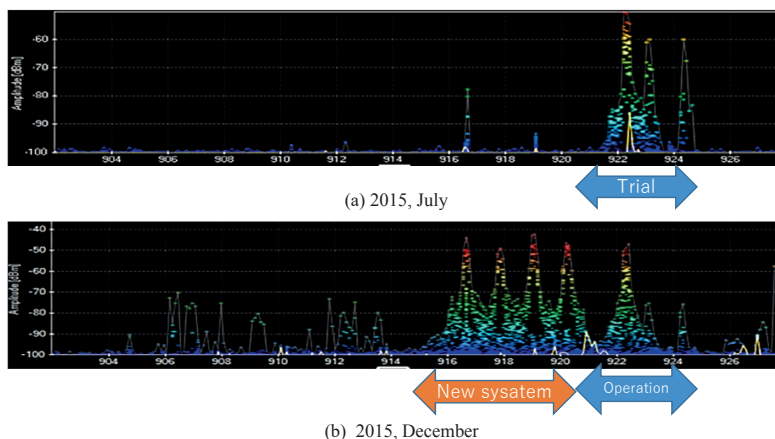 Amplitude [dBm]
-60
-70
-80
-90
-100
904 906 908 910 912 914 916 918 920 922 924 926
Trial
(a) 2015, July
Amplitude [dBm]
-40
-50
-60
-70
-80
-90
-100
904 906 908 910 912 914 916 918 920 922 924 926
New sysatem
Operation
(b) 2015, December